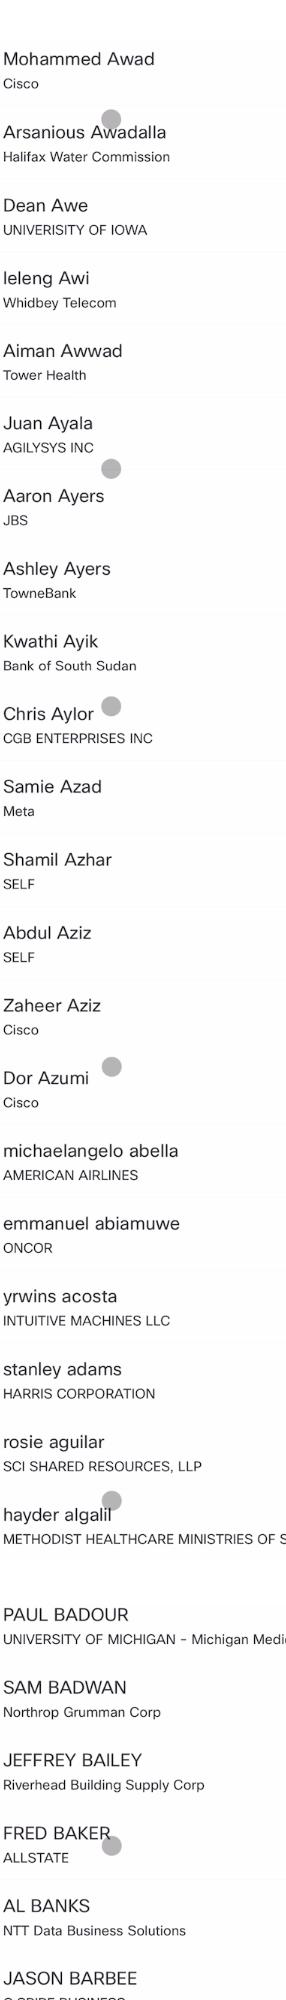 Mohammed Awad
Cisco
Arsanious Awadalla
Halifax Water Commission
Dean Awe
UNIVERISITY OF IOWA
Ieleng Awi
Whidbey Telecom
Aiman Awwad
Tower Health
Juan Ayala
AGILYSYS INC
Aaron Ayers
JBS
Ashley Ayers
TowneBank
Kwathi Ayik
Bank of South Sudan
Chris Aylor
CGB ENTERPRISES INC
Samie Azad
Meta
Shamil Azhar
SELF
Abdul Aziz
SELF
Zaheer Aziz
Cisco
Dor Azumi
Cisco
michaelangelo abella
AMERICAN AIRLINES
emmanuel abiamuwe
ONCOR
yrwins acosta
INTUITIVE MACHINES LLC
stanley adams
HARRIS CORPORATION
rosie aguilar
SCI SHARED RESOURCES, LLP
hayder algalil
METHODIST HEALTHCARE MINISTRIES OF S
PAUL BADOUR
UNIVERSITY OF MICHIGAN - Michigan Medi
SAM BADWAN
Northrop Grumman Corp
JEFFREY BAILEY
Riverhead Building Supply Corp
FRED BAKER
ALLSTATE
AL BANKS
NTT Data Business Solutions
JASON BARBEE